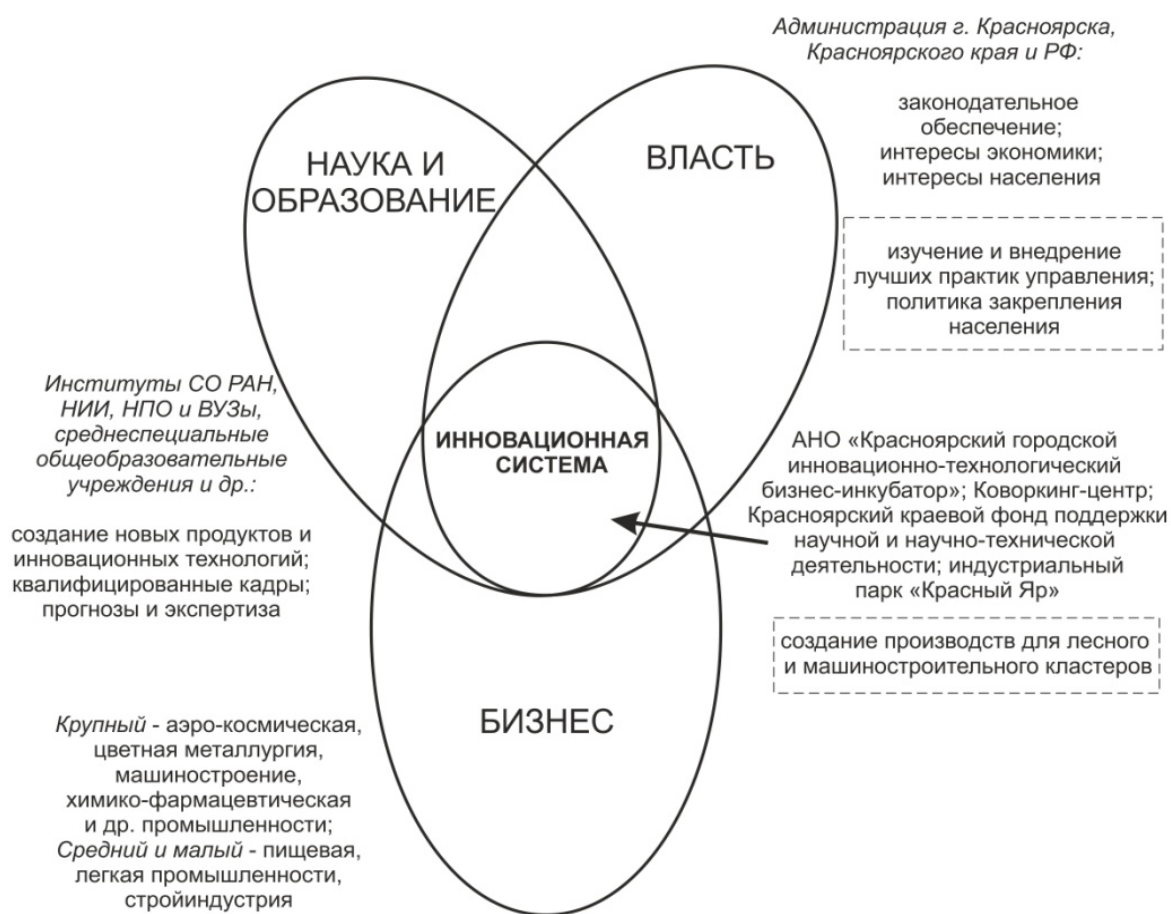 Администрация г. Красноярска,
Красноярского края и РФ:
законодательное
обеспечение;
интересы экономики;
интересы населения
изучение и внедрение
лучших практик управления;
политика закрепления
населения
НАУКА И
ОБРАЗОВАНИЕ
ВЛАСТЬ
Институты СО РАН,
НИИ, НПО и ВУЗы,
среднеспециальные
общеобразовательные
учреждения и др.:
создание новых продуктов и
инновационных технологий;
квалифицированные кадры;
прогнозы и экспертиза
ИННОВАЦИОННАЯ
СИСТЕМА
АНО «Красноярский городской
инновационно-технологический
бизнес-инкубатор»; Коворкинг-центр;
Красноярский краевой фонд поддержки
научной и научно-технической
деятельности; индустриальный
парк «Красный Яр»
создание производств для лесного
и машиностроительного кластеров
БИЗНЕС
Крупный - аэро-космическая,
цветная металлургия,
машиностроение,
химико-фармацевтическая
и др. промышленности;
Средний и малый - пищевая,
легкая промышленности,
стройиндустрия